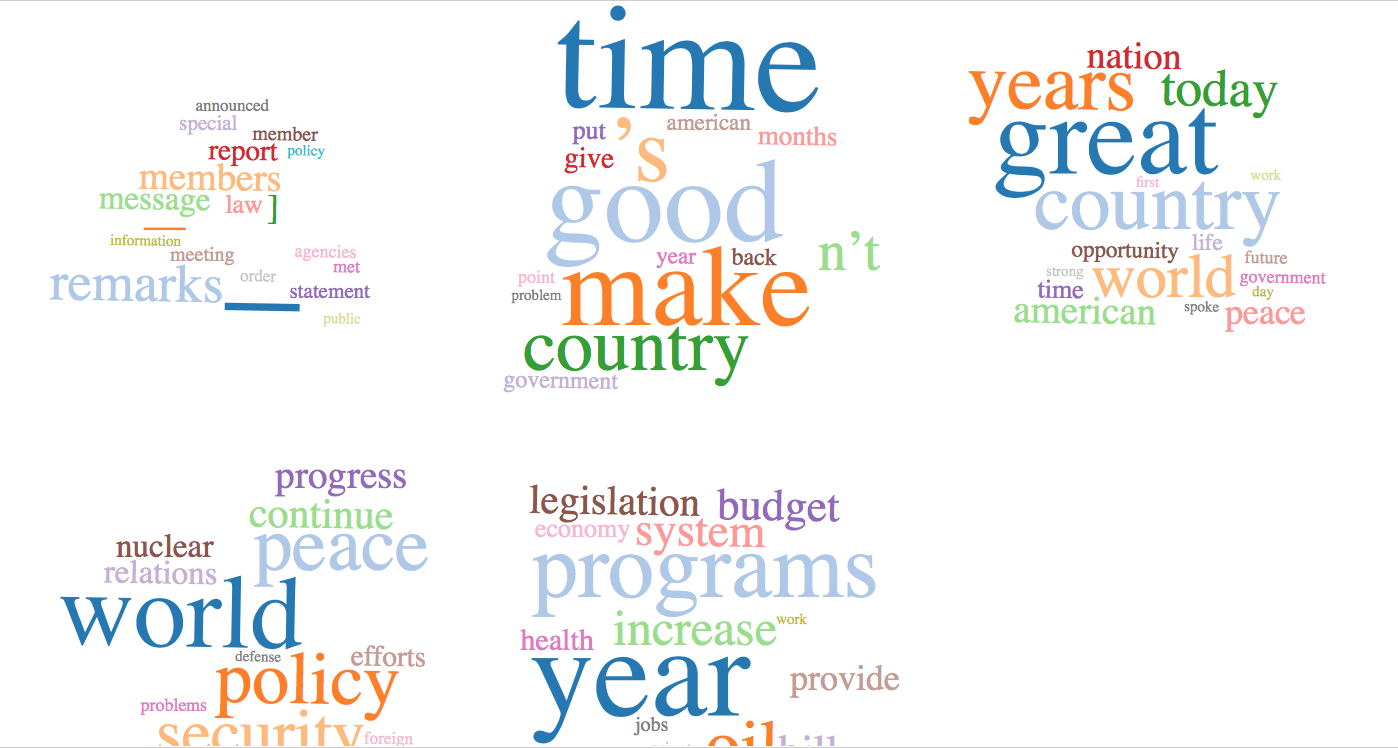 announced
special
member
report
policy
members
message
law
]
information
meeting
agencies
met
remarks
order
statement
public
time
put
's
american
months
give
good
n't
year
back
point
make
problem
country
government
nation
years
today
great
first
work
country
opportunity
life
future
strong
world
government
time
day
american
spoke
peace
progress
continue
nuclear
peace
relations
world
defense
efforts
policy
problems
security
foreign
legislation
budget
economy
system
programs
increase
work
health
year
provide
jobs
oil
bill